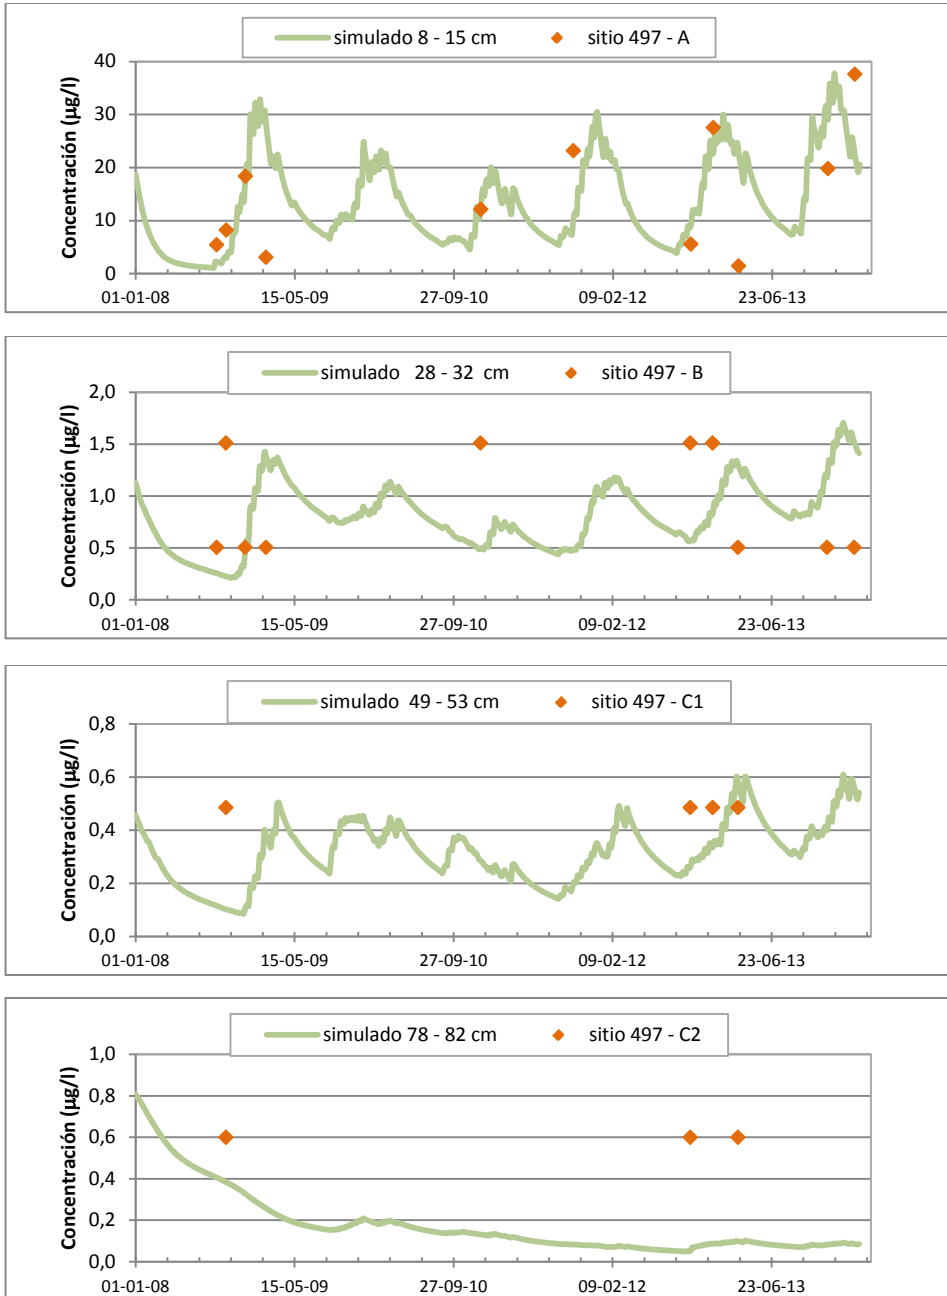 simulado 8 - 15 cm sitio 497 - A
Concentración (µg/l)
40
30
20
10
0
01-01-08 15-05-09 27-09-10 09-02-12 23-06-13
simulado 28 - 32 cm sitio 497 - B
Concentración (µg/l)
2,0
1,5
1,0
0,5
0,0
01-01-08 15-05-09 27-09-10 09-02-12 23-06-13
simulado 49 - 53 cm sitio 497 - C1
Concentración (µg/l)
0,8
0,6
0,4
0,2
0,0
01-01-08 15-05-09 27-09-10 09-02-12 23-06-13
simulado 78 - 82 cm sitio 497 - C2
Concentración (µg/l)
1,0
0,8
0,6
0,4
0,2
0,0
01-01-08 15-05-09 27-09-10 09-02-12 23-06-13